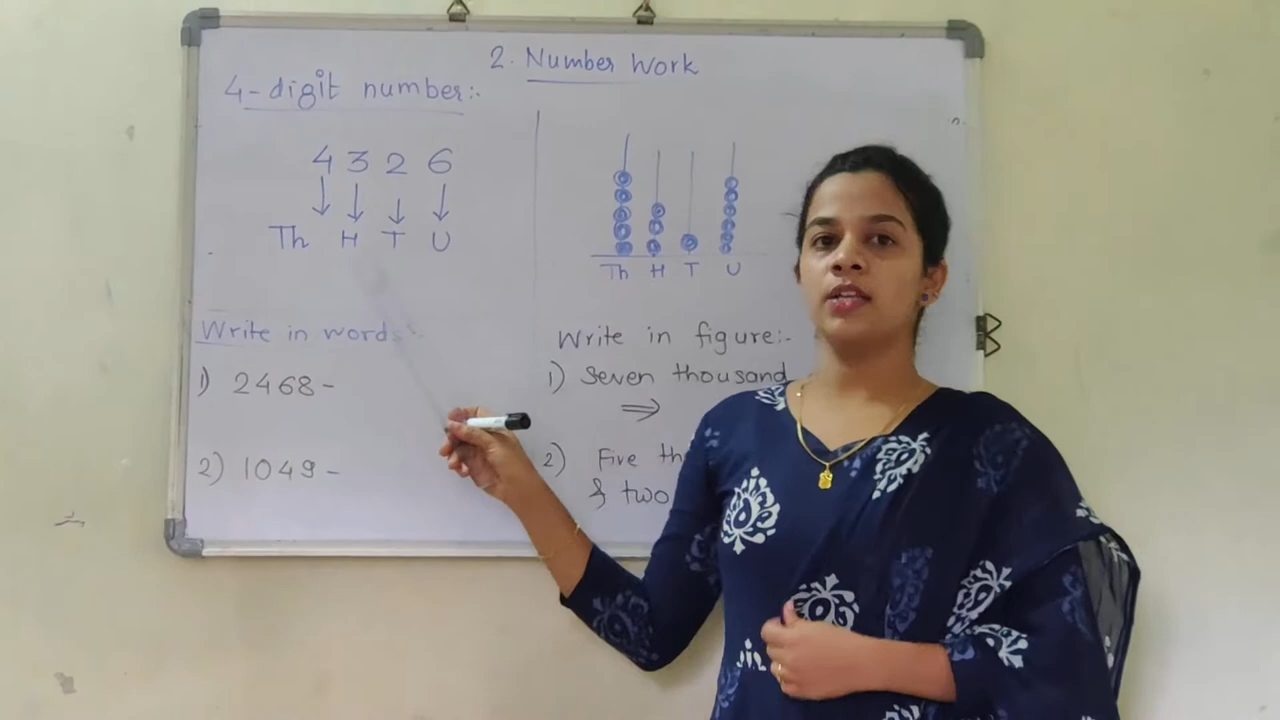 2. Number Work
4-digit number:-
4 3 2 6
Th H T U
Th H T U
Write in words:-
1) 2468-
2) 1049-
Write in figure:-
1) Seven thousand
⇒
2) Five
& two